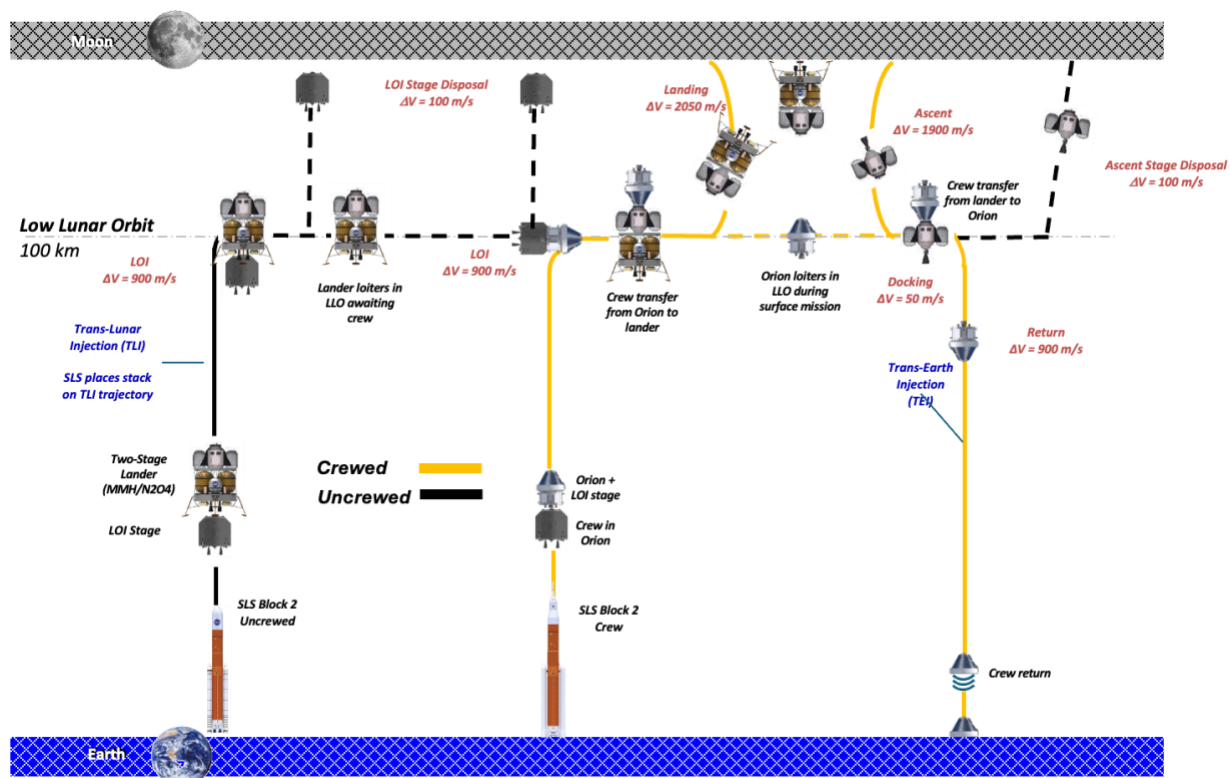 Moon
LOI Stage Disposal
ΔV = 100 m/s
Landing
ΔV = 2050 m/s
Ascent
ΔV = 1900 m/s
Ascent Stage Disposal
ΔV = 100 m/s
Crew transfer
from lander to
Orion
Low Lunar Orbit
100 km
LOI
ΔV = 900 m/s
Lander loiters in
LLO awaiting
crew
LOI
ΔV = 900 m/s
Crew transfer
from Orion to
lander
Orion loiters in
LLO during
surface mission
Docking
ΔV = 50 m/s
Return
ΔV = 900 m/s
Trans-Lunar
Injection (TLI)
SLS places stack
on TLI trajectory
Trans-Earth
Injection
(TEI)
Two-Stage
Lander
(MMH/N2O4)
LOI Stage
Crewed
Uncrewed
Orion +
LOI stage
Crew in
Orion
SLS Block 2
Uncrewed
SLS Block 2
Crew
Crew return
Earth